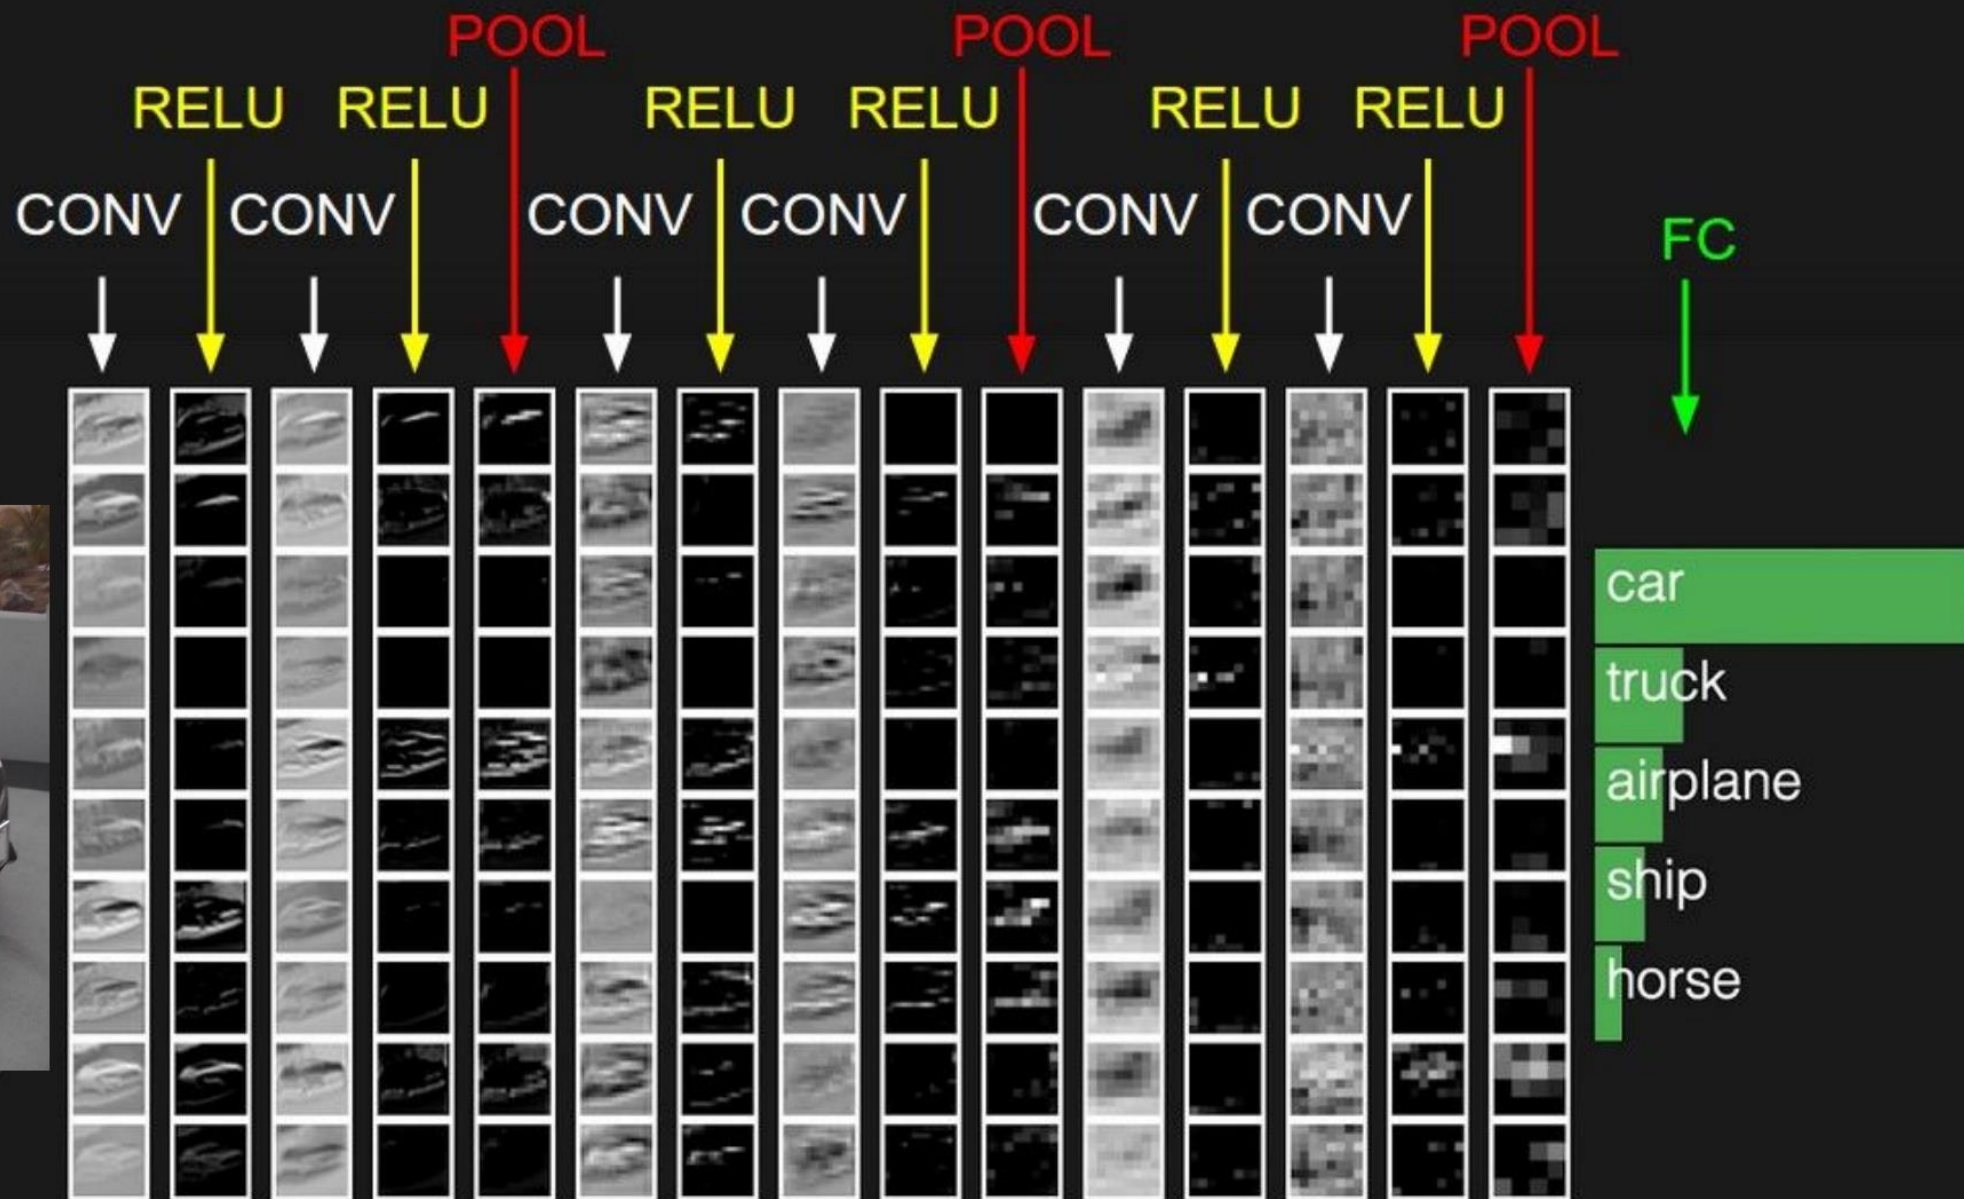 POOL POOL POOL
RELU RELU RELU RELU RELU RELU
CONV CONV CONV CONV CONV CONV
FC
car
truck
airplane
ship
horse